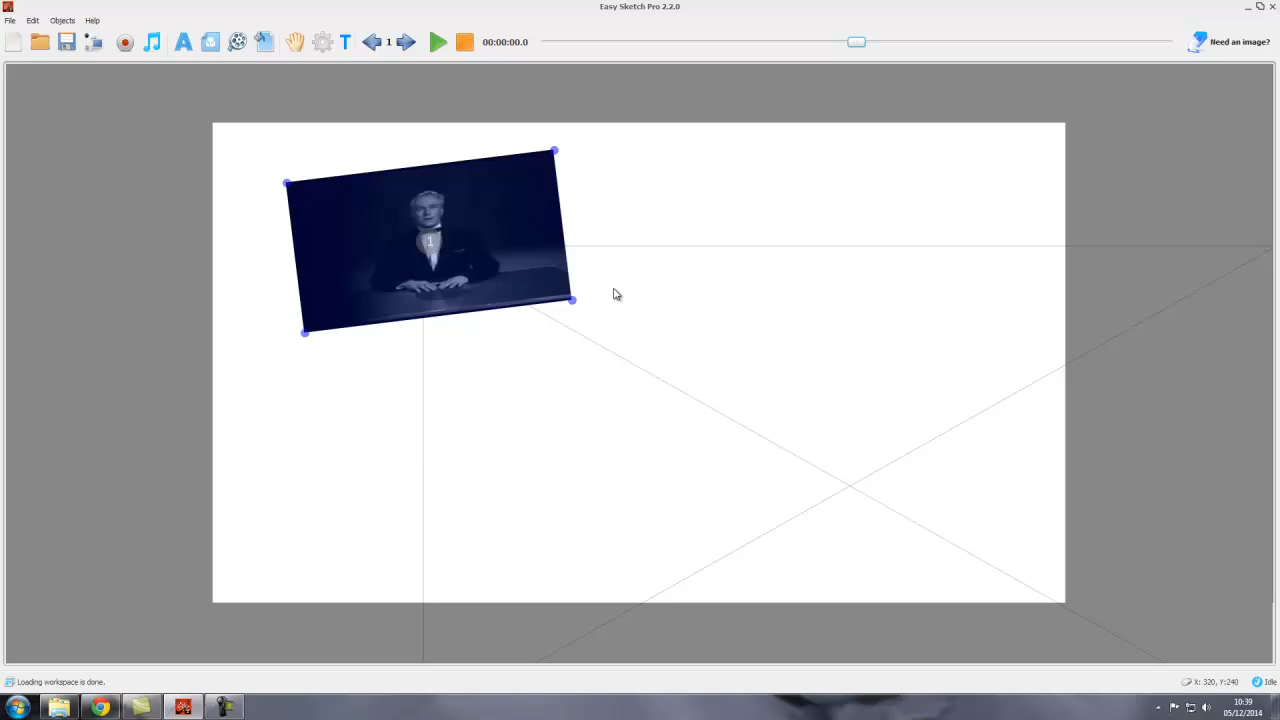 Easy Sketch Pro 2.2.0
File Edit Objects Help
A T 1 00:00:00.0 Need an image?
1
Loading workspace is done. X: 320, Y:240 Idle
10:39
05/12/2014